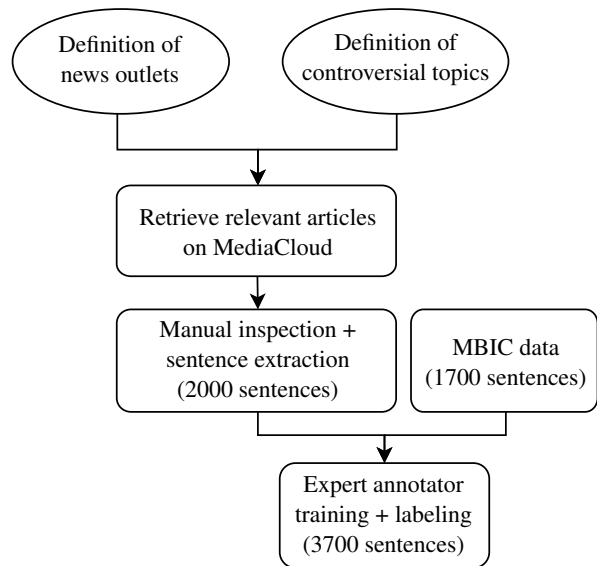 Definition of
news outlets
Definition of
controversial topics
Retrieve relevant articles
on MediaCloud
Manual inspection +
sentence extraction
(2000 sentences)
MBIC data
(1700 sentences)
Expert annotator
training + labeling
(3700 sentences)